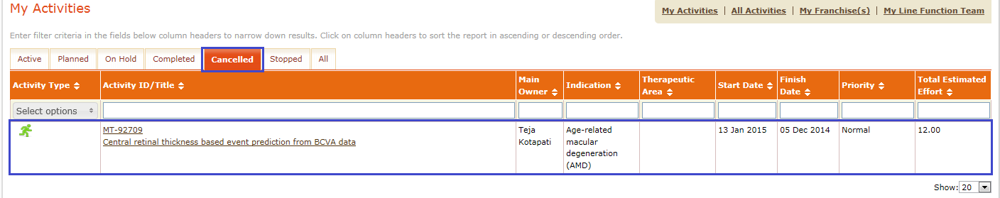 My Activities
My Activities | All Activities | My Franchise(s) | My Line Function Team
Enter filter criteria in the fields below column headers to narrow down results. Click on column headers to sort the report in ascending or descending order.
Active Planned On Hold Completed Cancelled Stopped All
Activity Type Activity ID/Title Main Owner Indication Therapeutic Area Start Date Finish Date Priority Total Estimated Effort
Select options
MT-92709
Central retinal thickness based event prediction from BCVA data
Teja
Kotapati
Age-related
macular
degeneration
(AMD)
13 Jan 2015
05 Dec 2014
Normal
12.00
Show: 20